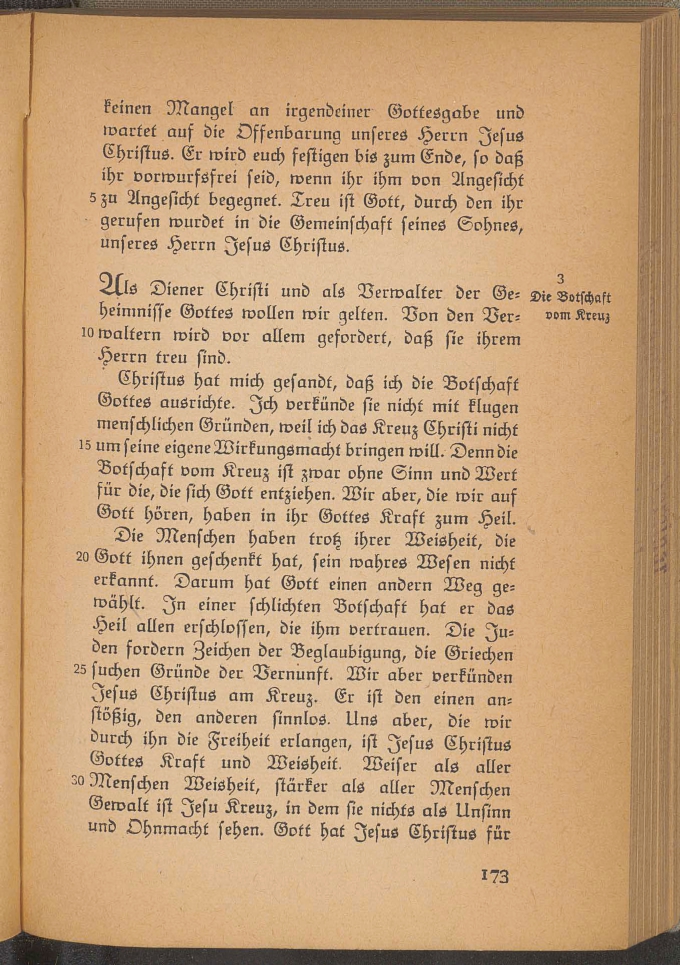 keinen Mangel an irgendeiner Gottesgabe und
wartet auf die Offenbarung unseres Herrn Jesus
Christus. Er wird euch festigen bis zum Ende, so daß
ihr vorwurfsfrei seid, wenn ihr ihm von Angesicht
5 zu Angesicht begegnet. Treu ist Gott, durch den ihr
gerufen wurdet in die Gemeinschaft seines Sohnes,
unseres Herrn Jesus Christus.
3
Die Botschaft
vom Kreuz
Als Diener Christi und als Verwalter der Ge=
heimnisse Gottes wollen wir gelten. Von den Ver=
10 waltern wird vor allem gefordert, daß sie ihrem
Herrn treu sind.
Christus hat mich gesandt, daß ich die Botschaft
Gottes ausrichte. Ich verkünde sie nicht mit klugen
menschlichen Gründen, weil ich das Kreuz Christi nicht
15 um seine eigene Wirkungsmacht bringen will. Denn die
Botschaft vom Kreuz ist zwar ohne Sinn und Wert
für die, die sich Gott entziehen. Wir aber, die wir auf
Gott hören, haben in ihr Gottes Kraft zum Heil.
Die Menschen haben trotz ihrer Weisheit, die
20 Gott ihnen geschenkt hat, sein wahres Wesen nicht
erkannt. Darum hat Gott einen andern Weg ge=
wählt. In einer schlichten Botschaft hat er das
Heil allen erschlossen, die ihm vertrauen. Die Ju=
den fordern Zeichen der Beglaubigung, die Griechen
25 suchen Gründe der Vernunft. Wir aber verkünden
Jesus Christus am Kreuz. Er ist den einen an=
stößig, den anderen sinnlos. Uns aber, die wir
durch ihn die Freiheit erlangen, ist Jesus Christus
Gottes Kraft und Weisheit. Weiser als aller
30 Menschen Weisheit, stärker als aller Menschen
Gewalt ist Jesu Kreuz, in dem sie nichts als Unsinn
und Ohnmacht sehen. Gott hat Jesus Christus für
173